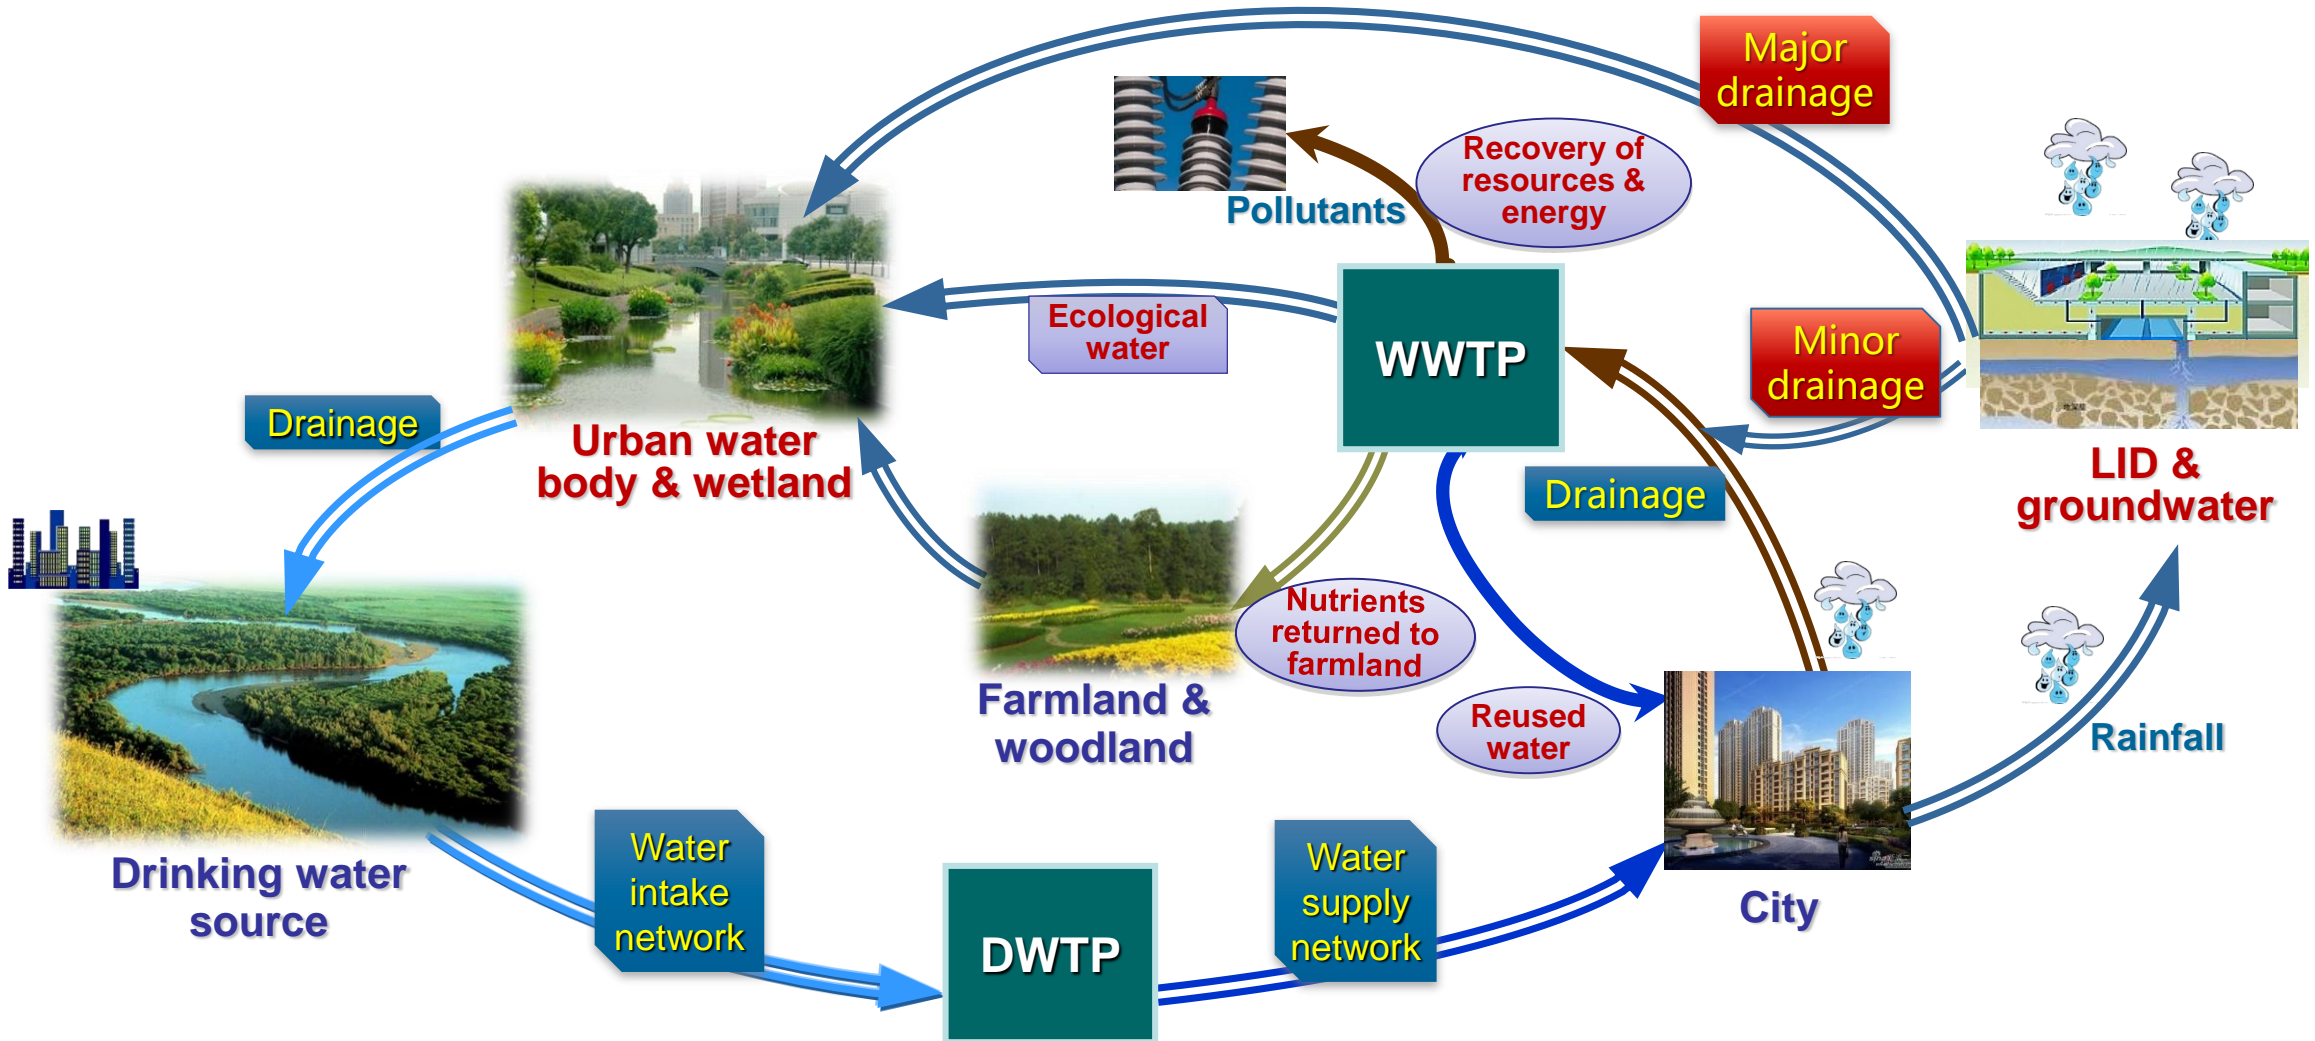 Major
drainage
Recovery of
resources &
energy
Pollutants
Ecological
water
WWTP
Minor
drainage
Drainage
Urban water
body & wetland
Drainage
LID &
groundwater
Nutrients
returned to
farmland
Farmland &
woodland
Reused
water
Rainfall
Drinking water
source
Water
intake
network
DWTP
Water
supply
network
City